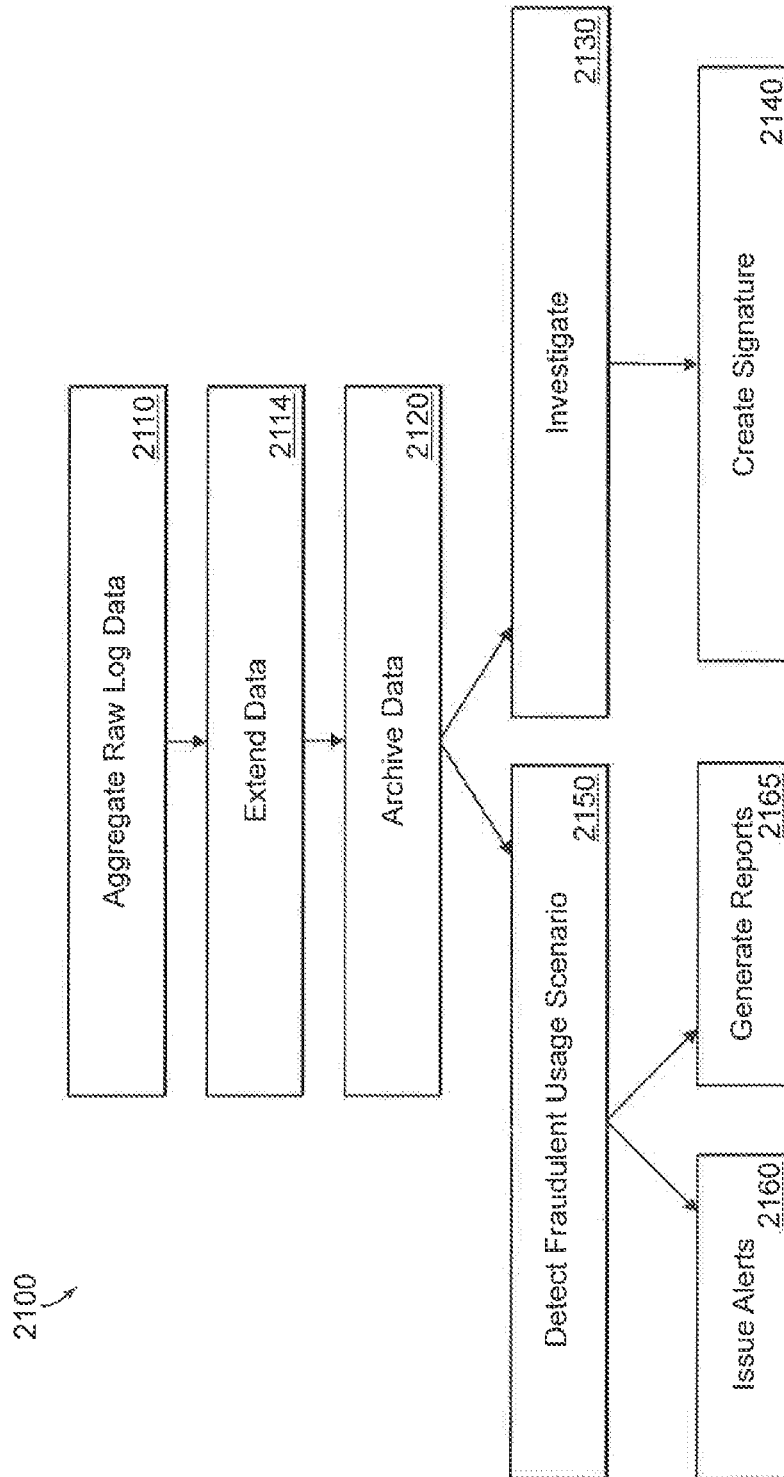 2100
Aggregate Raw Log Data
2110
Extend Data
2114
Archive Data
2120
Detect Fraudulent Usage Scenario
2150
Investigate
2130
Issue Alerts
2160
Generate Reports
2165
Create Signature
2140